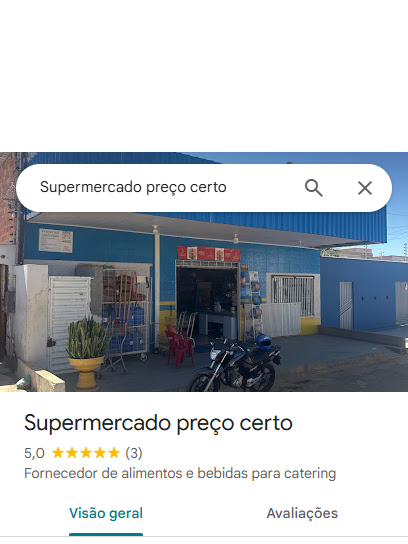 Supermercado preço certo
Supermercado preço certo
5,0 (3)
Fornecedor de alimentos e bebidas para catering
Visão geral
Avaliações